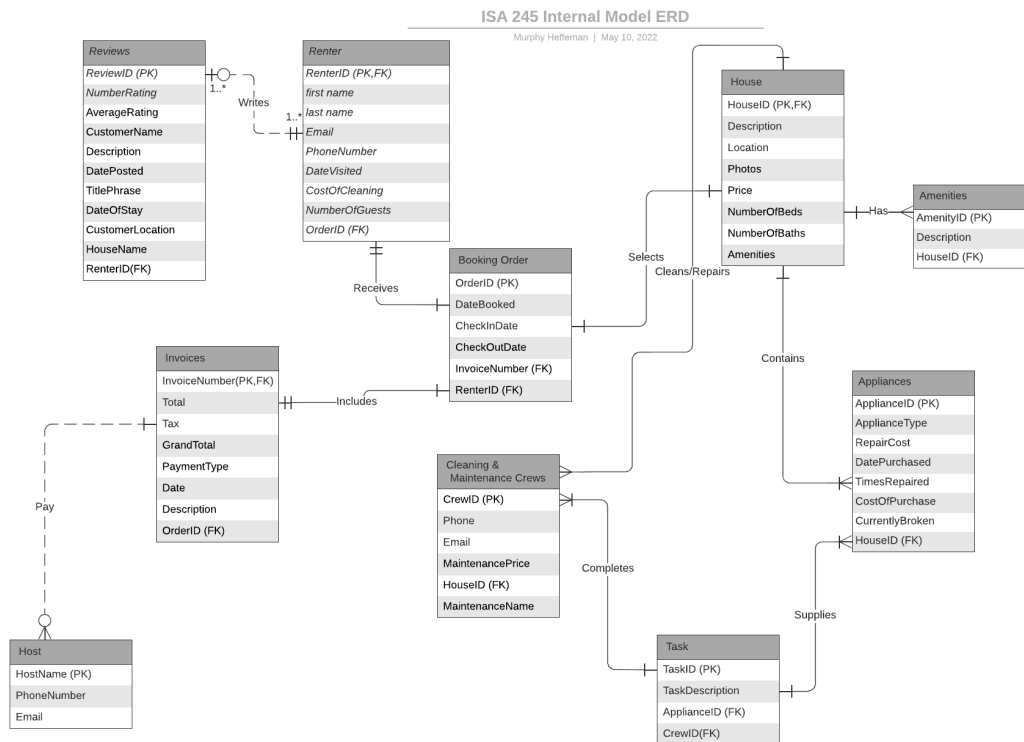 ISA 245 Internal Model ERD
Murphy Heffernan | May 10, 2022
Reviews
ReviewID (PK)
NumberRating
AverageRating
CustomerName
Description
DatePosted
TitlePhrase
DateOfStay
CustomerLocation
HouseName
RenterID(FK)
1..*
Writes
1..*
Renter
RenterID (PK,FK)
first name
last name
Email
PhoneNumber
DateVisited
CostOfCleaning
NumberOfGuests
OrderID (FK)
House
HouseID (PK,FK)
Description
Location
Photos
Price
NumberOfBeds
NumberOfBaths
Amenities
Has
Amenities
AmenityID (PK)
Description
HouseID (FK)
Receives
Booking Order
OrderID (PK)
DateBooked
CheckInDate
CheckOutDate
InvoiceNumber (FK)
RenterID (FK)
Selects
Cleans/Repairs
Contains
Invoices
InvoiceNumber(PK,FK)
Total
Tax
GrandTotal
PaymentType
Date
Description
OrderID (FK)
Includes
Appliances
ApplianceID (PK)
ApplianceType
RepairCost
DatePurchased
TimesRepaired
CostOfPurchase
CurrentlyBroken
HouseID (FK)
Cleaning &
Maintenance Crews
CrewID (PK)
Phone
Email
MaintenancePrice
HouseID (FK)
MaintenanceName
Pay
Completes
Supplies
Host
HostName (PK)
PhoneNumber
Email
Task
TaskID (PK)
TaskDescription
ApplianceID (FK)
CrewID(FK)